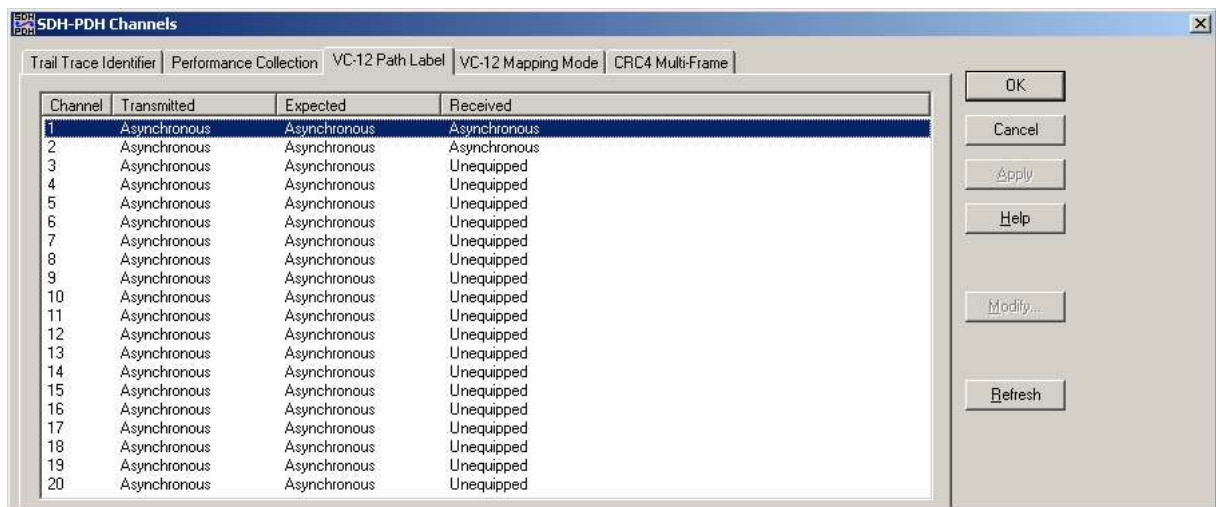 SDH PDH SDH-PDH Channels
Trail Trace Identifier Performance Collection VC-12 Path Label VC-12 Mapping Mode CRC4 Multi-Frame
Channel Transmitted Expected Received
1 Asynchronous Asynchronous Asynchronous
2 Asynchronous Asynchronous Asynchronous
3 Asynchronous Asynchronous Unequipped
4 Asynchronous Asynchronous Unequipped
5 Asynchronous Asynchronous Unequipped
6 Asynchronous Asynchronous Unequipped
7 Asynchronous Asynchronous Unequipped
8 Asynchronous Asynchronous Unequipped
9 Asynchronous Asynchronous Unequipped
10 Asynchronous Asynchronous Unequipped
11 Asynchronous Asynchronous Unequipped
12 Asynchronous Asynchronous Unequipped
13 Asynchronous Asynchronous Unequipped
14 Asynchronous Asynchronous Unequipped
15 Asynchronous Asynchronous Unequipped
16 Asynchronous Asynchronous Unequipped
17 Asynchronous Asynchronous Unequipped
18 Asynchronous Asynchronous Unequipped
19 Asynchronous Asynchronous Unequipped
20 Asynchronous Asynchronous Unequipped
OK
Cancel
Apply
Help
Modify...
Refresh